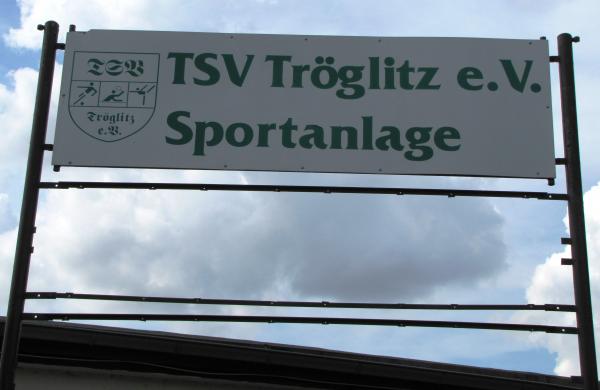 TSV
Tröglitz
e.V.
TSV Tröglitz e.V.
Sportanlage